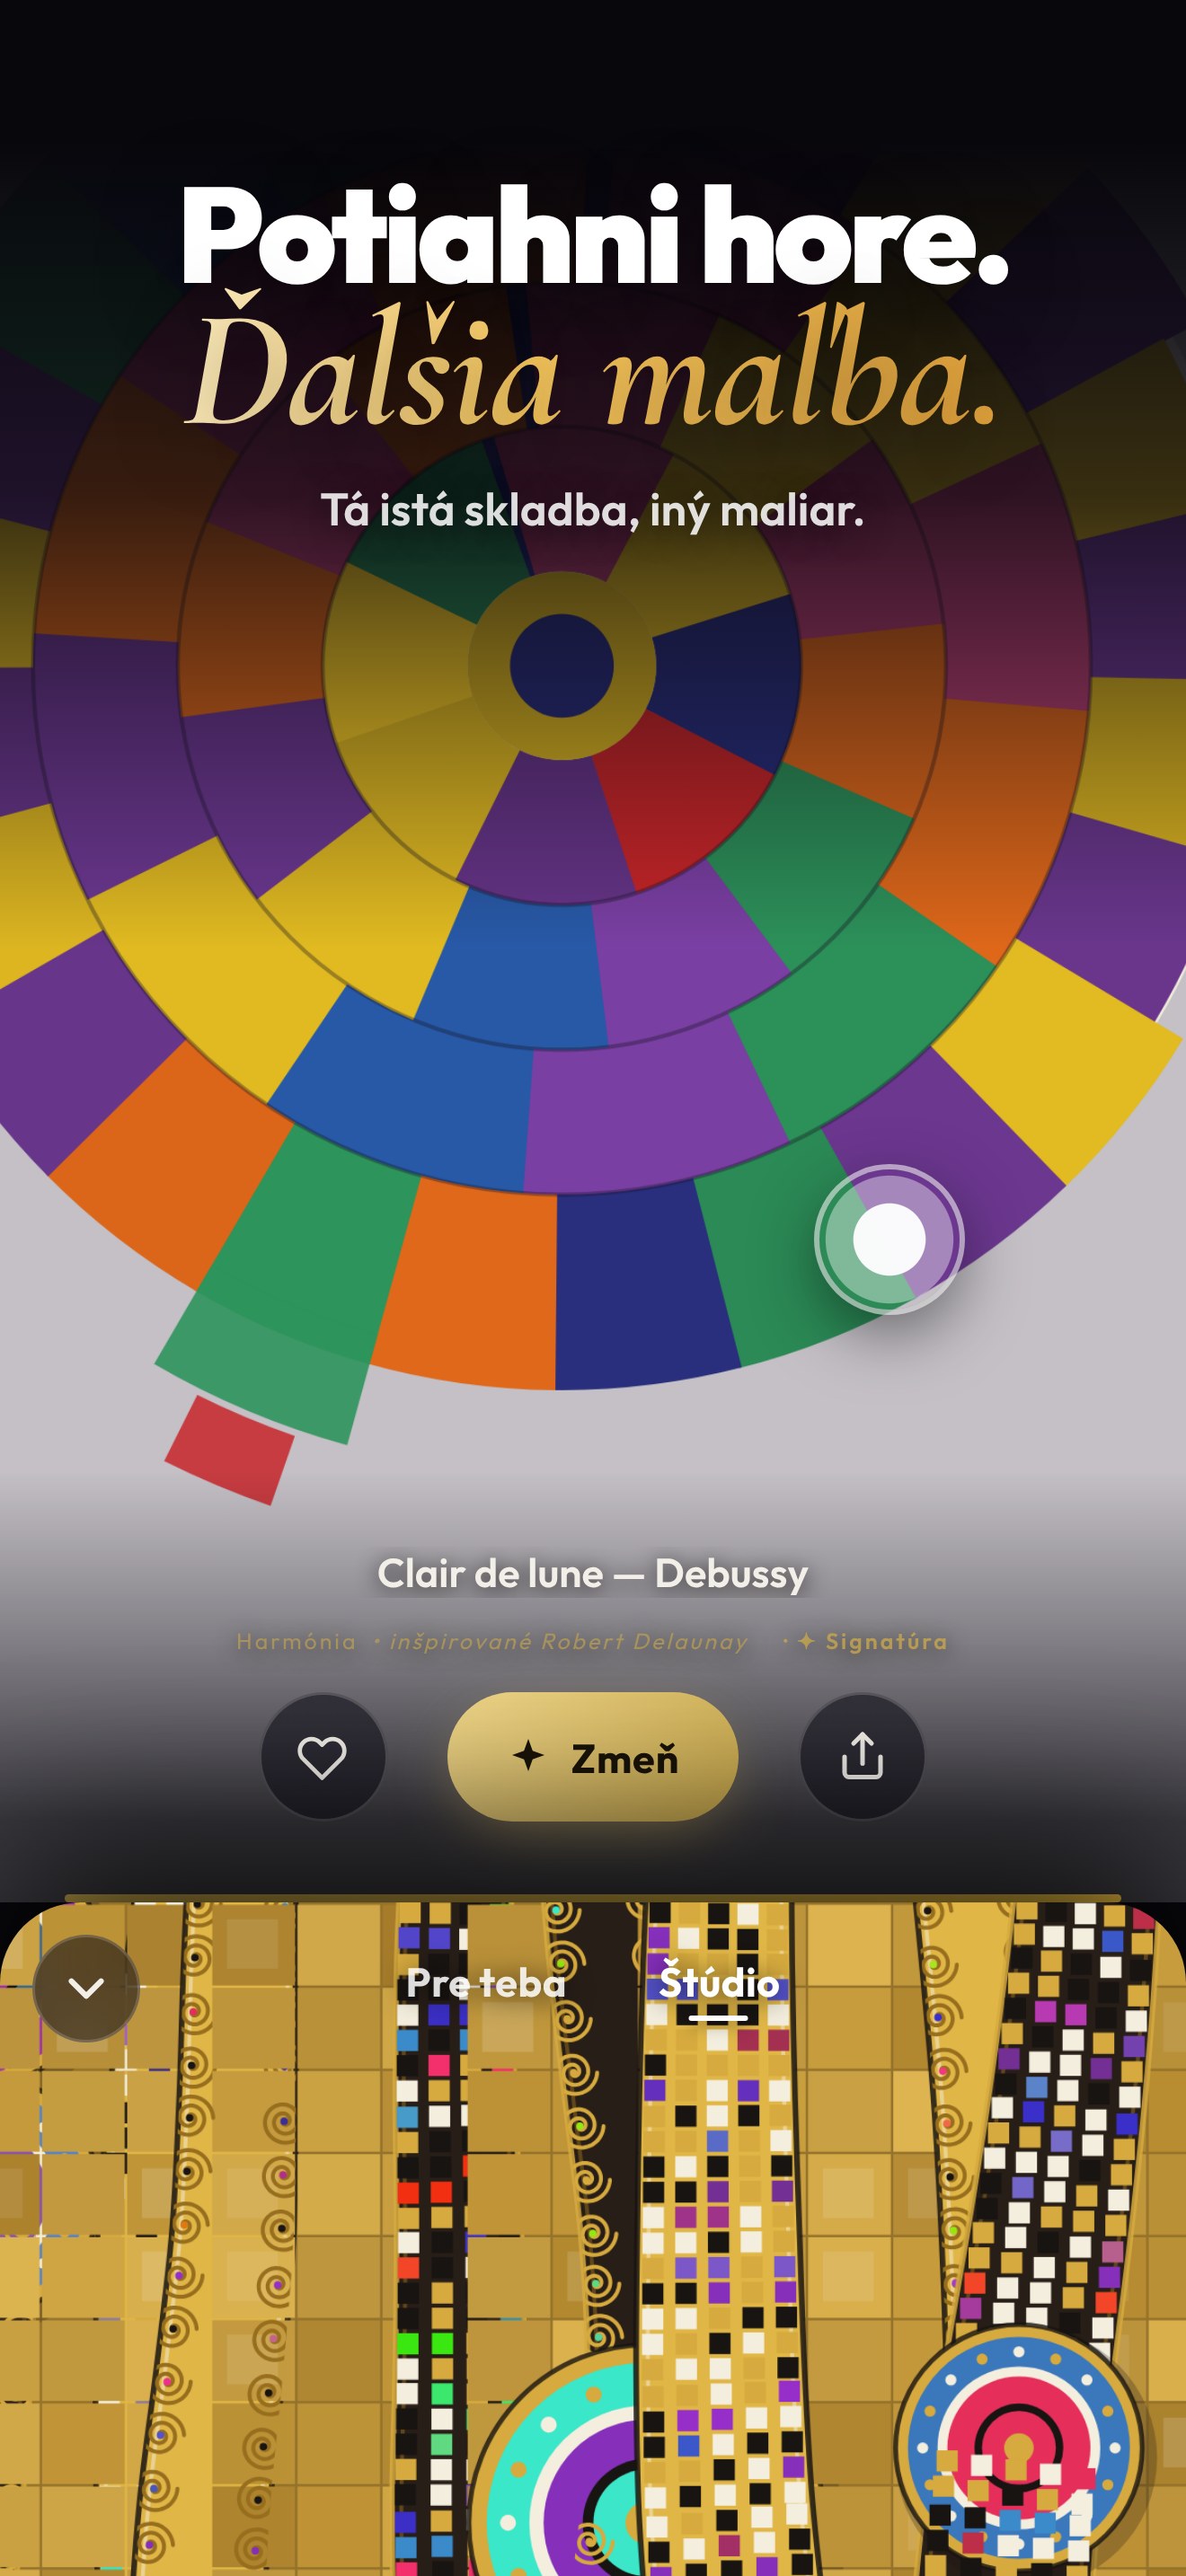 Potiahni hore.
Ďalšia maľba.
Tá istá skladba, iný maliar.
Clair de lune — Debussy
Harmónia • inšpirované Robert Delaunay • ✦ Signatúra
Zmeň
Pre teba Štúdio